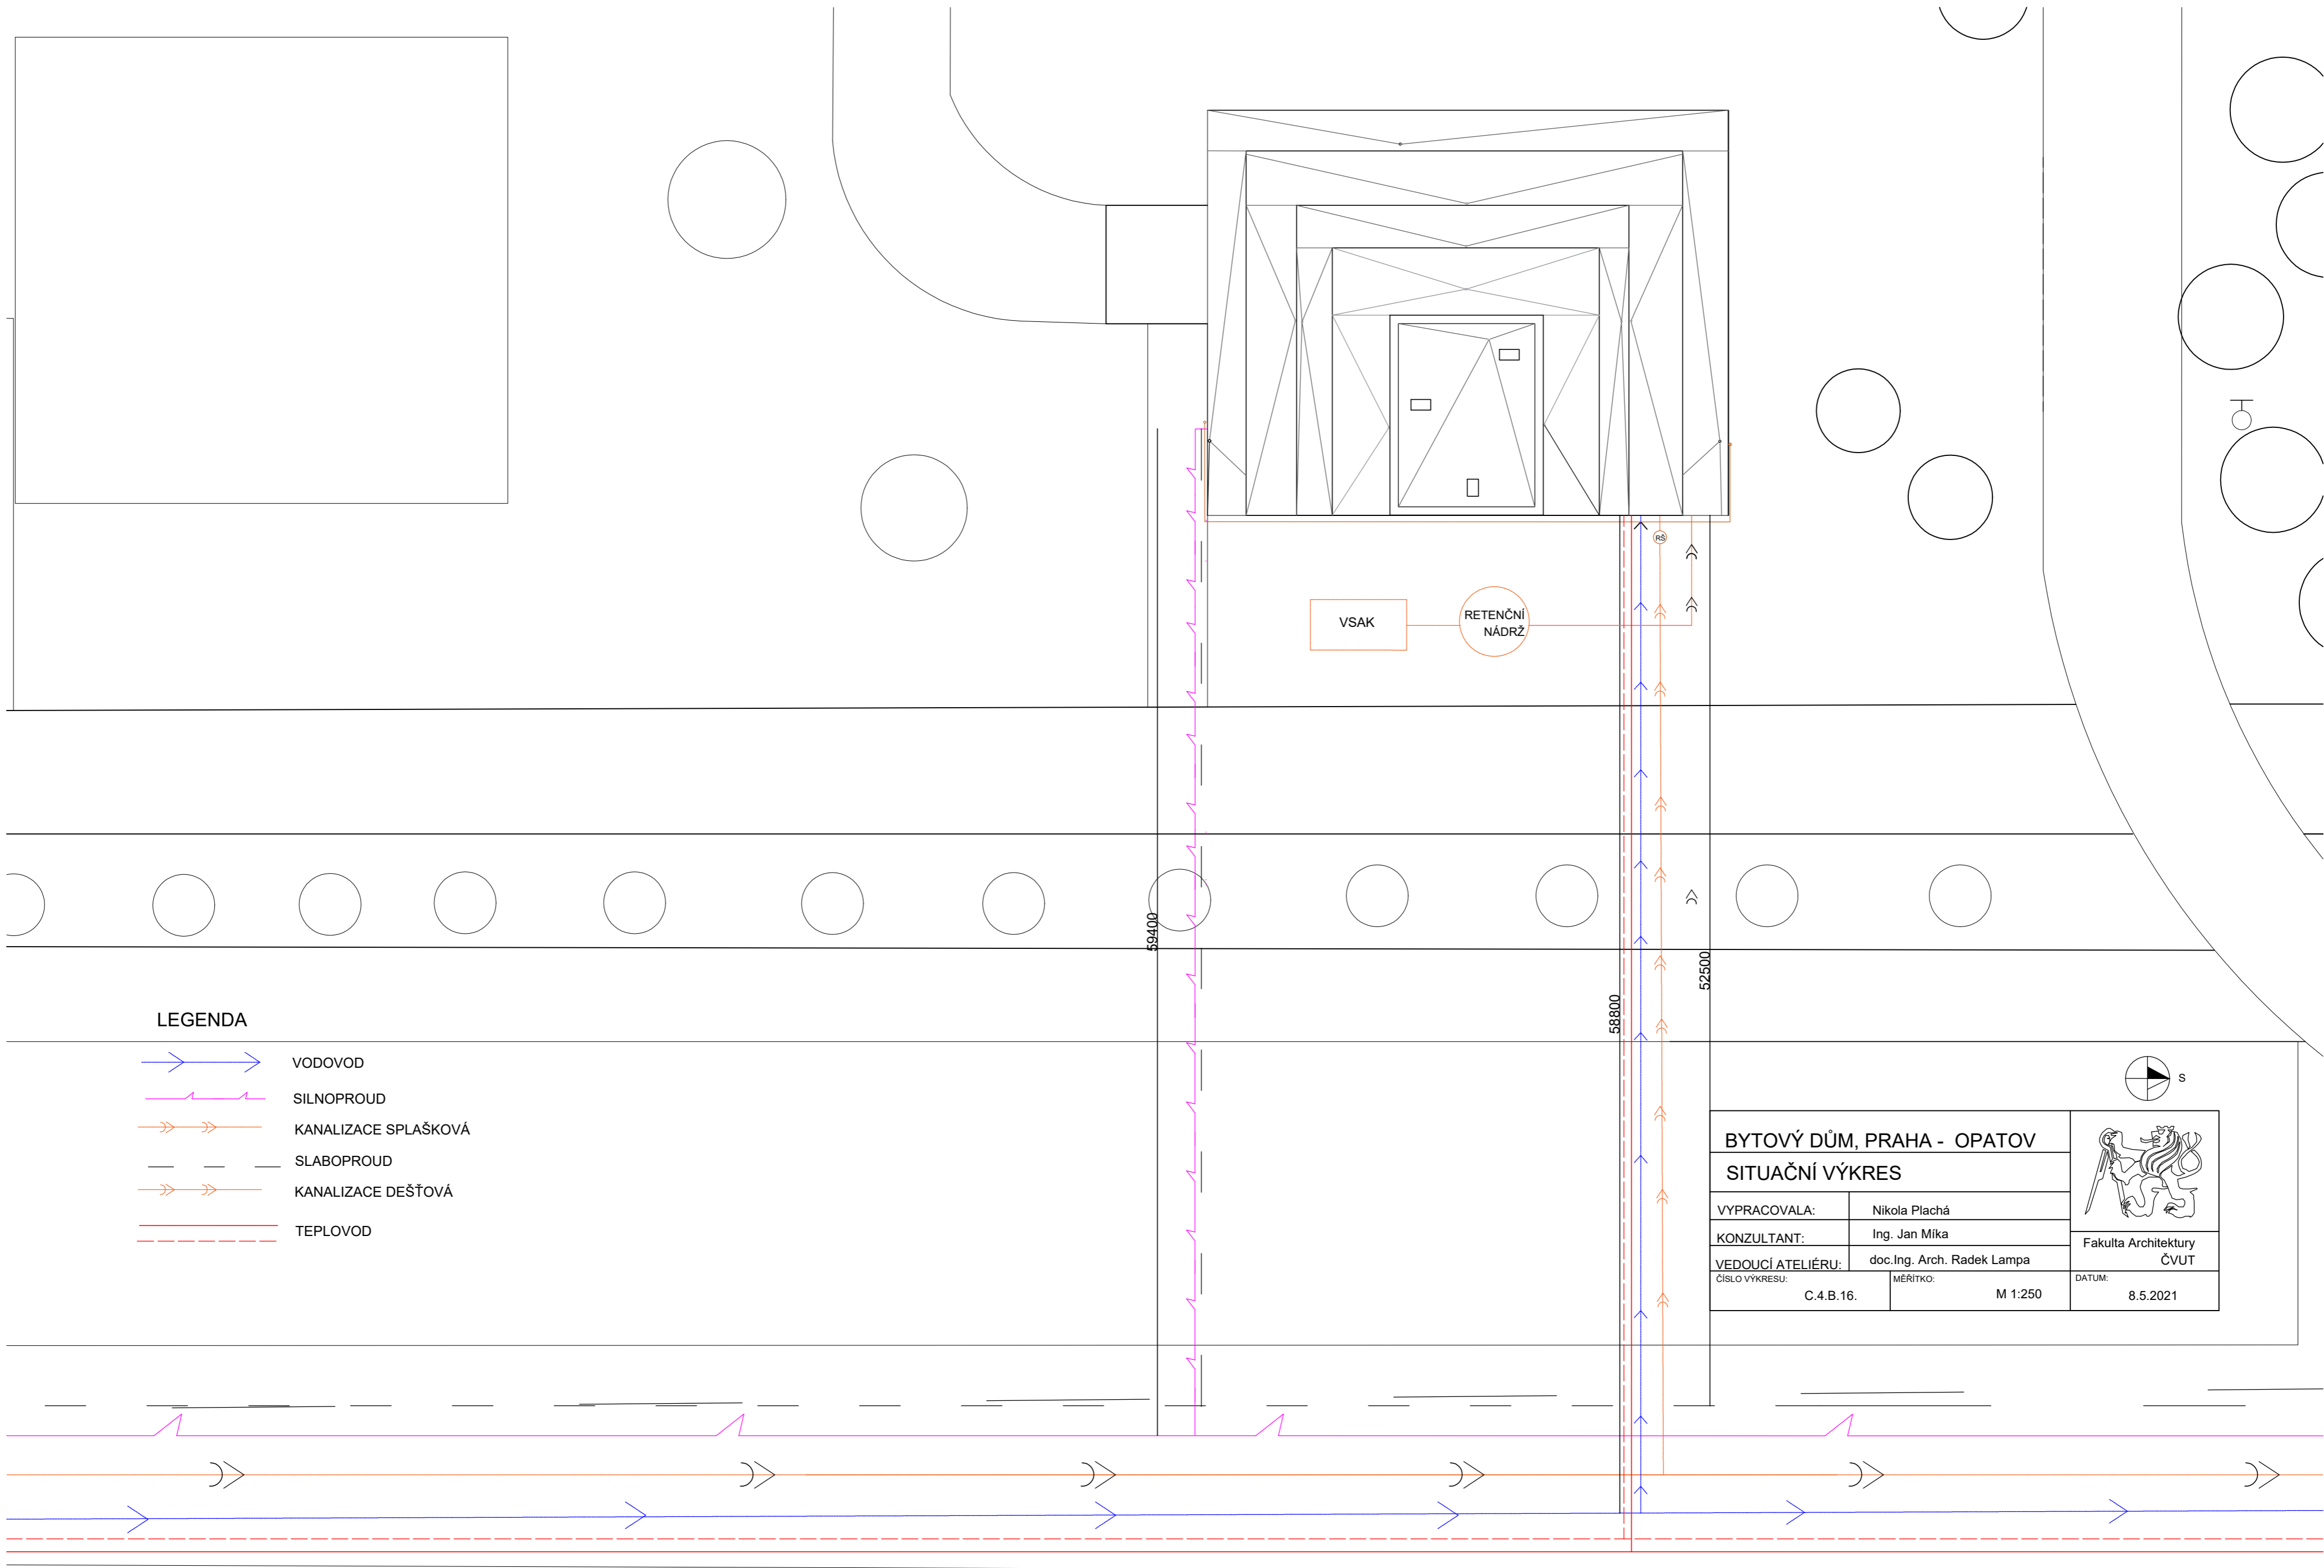 RŠ
VSAK
RETENČNÍ
NÁDRŽ
59400
52500
58800
LEGENDA
VODOVOD
SILNOPROUD
KANALIZACE SPLAŠKOVÁ
SLABOPROUD
KANALIZACE DEŠŤOVÁ
TEPLOVOD
S
BYTOVÝ DŮM, PRAHA - OPATOV
SITUAČNÍ VÝKRES
VYPRACOVALA: Nikola Plachá
KONZULTANT: Ing. Jan Míka
VEDOUCÍ ATELIÉRU: doc.Ing. Arch. Radek Lampa
Fakulta Architektury
ČVUT
ČÍSLO VÝKRESU: MĚŘÍTKO: DATUM:
C.4.B.16. M 1:250 8.5.2021